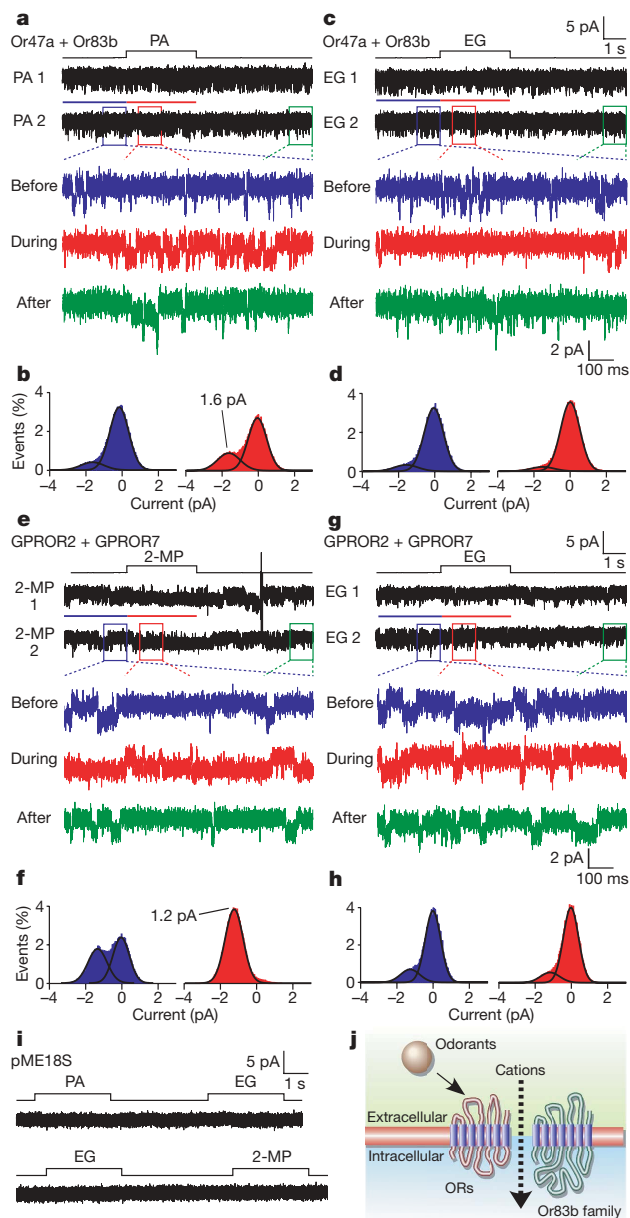 a
Or47a + Or83b
PA
PA 1
PA 2
Before
During
After
c
Or47a + Or83b
EG
5 pA
1 s
EG 1
EG 2
Before
During
After
2 pA
100 ms
b
Events (%)
4
2
0
1.6 pA
−4 −2 0 2 −4 −2 0 2
Current (pA)
d
4
2
0
−4 −2 0 2 −4 −2 0 2
Current (pA)
e
GPROR2 + GPROR7
2-MP
2-MP
1
2-MP
2
Before
During
After
g
GPROR2 + GPROR7
EG
5 pA
1 s
EG 1
EG 2
Before
During
After
2 pA
100 ms
f
Events (%)
4
2
0
1.2 pA
−4 −2 0 2 −4 −2 0 2
Current (pA)
h
4
2
0
−4 −2 0 2 −4 −2 0 2
Current (pA)
i
pME18S
5 pA
1 s
PA
EG
EG
2-MP
j
Odorants
Cations
Extracellular
Intracellular
ORs
Or83b family